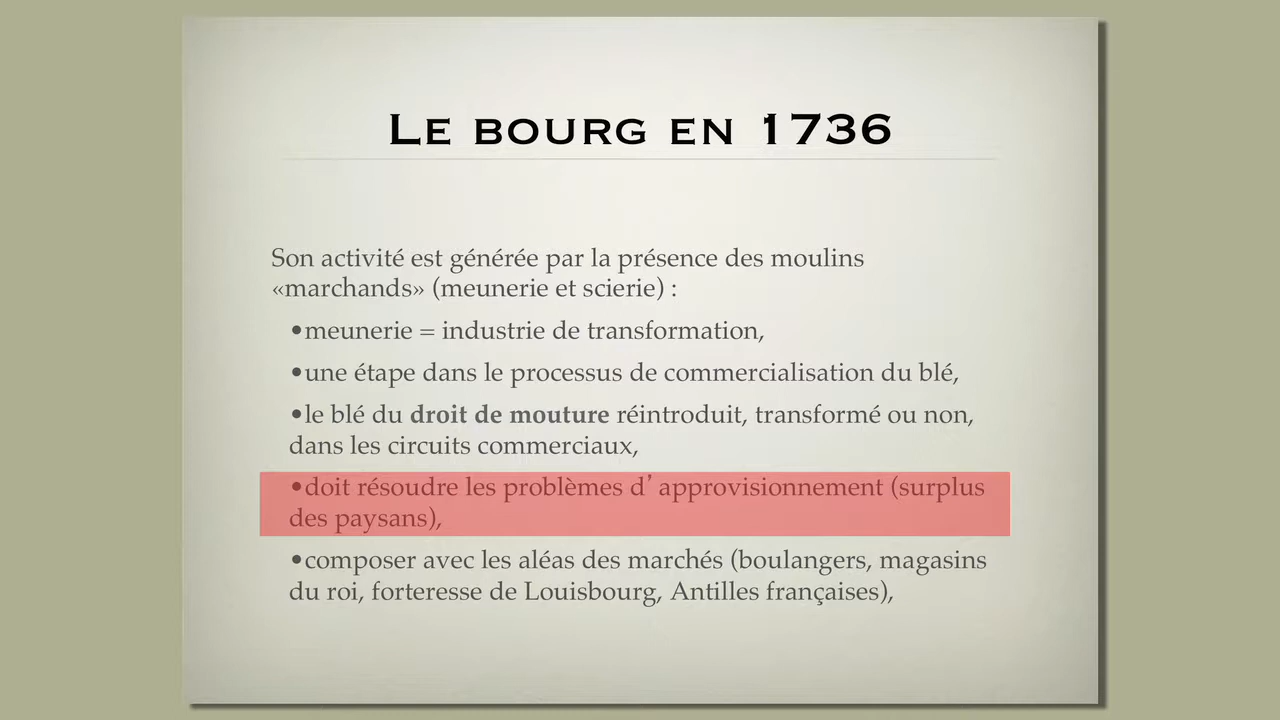 LE BOURG EN 1736
Son activité est générée par la présence des moulins
«marchands» (meunerie et scierie) :
•meunerie = industrie de transformation,
•une étape dans le processus de commercialisation du blé,
•le blé du droit de mouture réintroduit, transformé ou non,
dans les circuits commerciaux,
•doit résoudre les problèmes d’approvisionnement (surplus
des paysans),
•composer avec les aléas des marchés (boulangers, magasins
du roi, forteresse de Louisbourg, Antilles françaises),